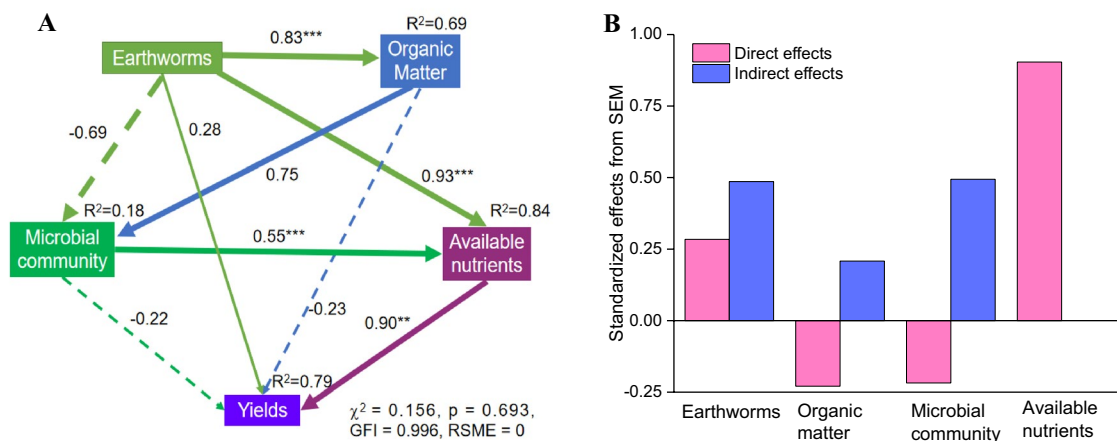 A
Earthworms
0.83***
R²=0.69
Organic
Matter
-0.69
0.28
0.75
0.93***
R²=0.18
R²=0.84
Microbial
community
0.55***
Available
nutrients
-0.22
-0.23
0.90**
R²=0.79
Yields
χ² = 0.156, p = 0.693,
GFI = 0.996, RSME = 0
B
Standardized effects from SEM
1.00
0.75
0.50
0.25
0.00
-0.25
Direct effects
Indirect effects
Earthworms
Organic
matter
Microbial
community
Available
nutrients